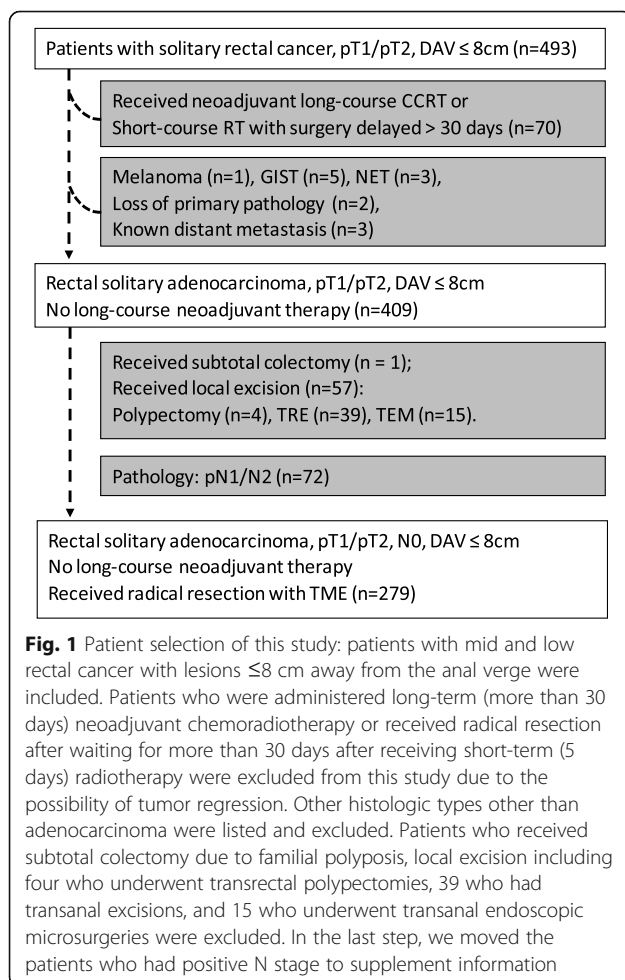 Patients with solitary rectal cancer, pT1/pT2, DAV ≤ 8cm (n=493)
Received neoadjuvant long-course CCRT or
Short-course RT with surgery delayed > 30 days (n=70)
Melanoma (n=1), GIST (n=5), NET (n=3),
Loss of primary pathology (n=2),
Known distant metastasis (n=3)
Rectal solitary adenocarcinoma, pT1/pT2, DAV ≤ 8cm
No long-course neoadjuvant therapy (n=409)
Received subtotal colectomy (n = 1);
Received local excision (n=57):
Polypectomy (n=4), TRE (n=39), TEM (n=15).
Pathology: pN1/N2 (n=72)
Rectal solitary adenocarcinoma, pT1/pT2, N0, DAV ≤ 8cm
No long-course neoadjuvant therapy
Received radical resection with TME (n=279)
Fig. 1 Patient selection of this study: patients with mid and low
rectal cancer with lesions ≤8 cm away from the anal verge were
included. Patients who were administered long-term (more than 30
days) neoadjuvant chemoradiotherapy or received radical resection
after waiting for more than 30 days after receiving short-term (5
days) radiotherapy were excluded from this study due to the
possibility of tumor regression. Other histologic types other than
adenocarcinoma were listed and excluded. Patients who received
subtotal colectomy due to familial polyposis, local excision including
four who underwent transrectal polypectomies, 39 who had
transanal excisions, and 15 who underwent transanal endoscopic
microsurgeries were excluded. In the last step, we moved the
patients who had positive N stage to supplement information